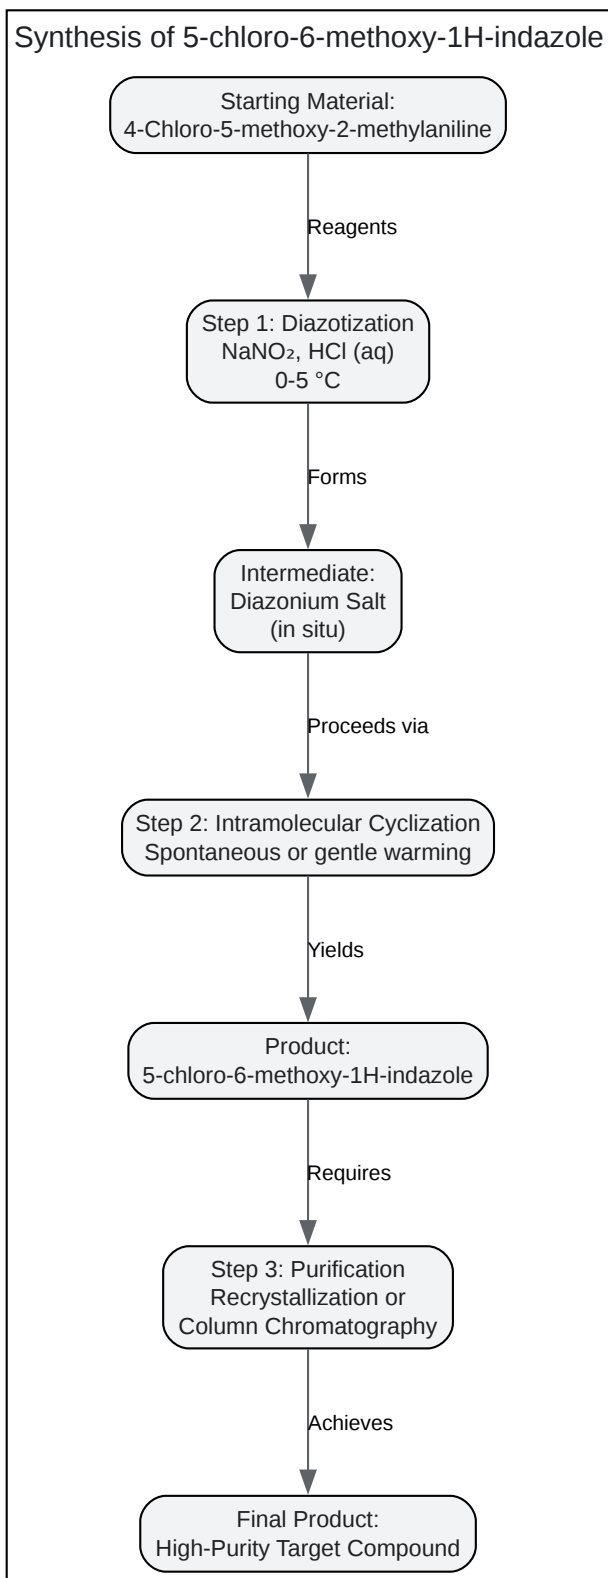 Synthesis of 5-chloro-6-methoxy-1H-indazole
Starting Material:
4-Chloro-5-methoxy-2-methylaniline
Reagents
Step 1: Diazotization
NaNO₂, HCl (aq)
0-5 °C
Forms
Intermediate:
Diazonium Salt
(in situ)
Proceeds via
Step 2: Intramolecular Cyclization
Spontaneous or gentle warming
Yields
Product:
5-chloro-6-methoxy-1H-indazole
Requires
Step 3: Purification
Recrystallization or
Column Chromatography
Achieves
Final Product:
High-Purity Target Compound